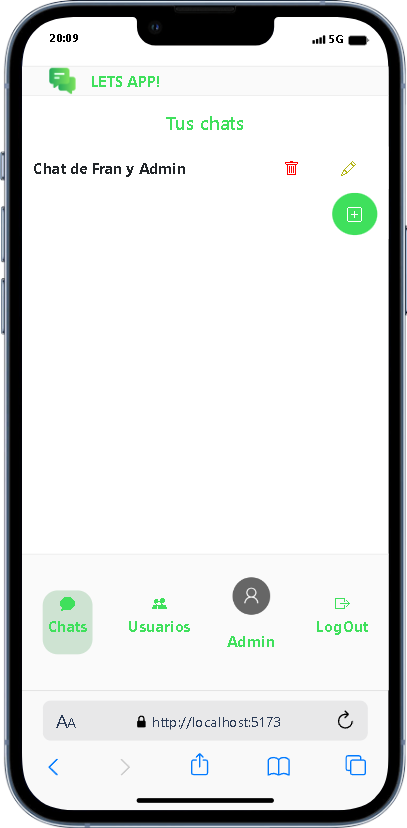 20:09
5G
LETS APP!
Tus chats
Chat de Fran y Admin
Chats
Usuarios
Admin
LogOut
AA
http://localhost:5173